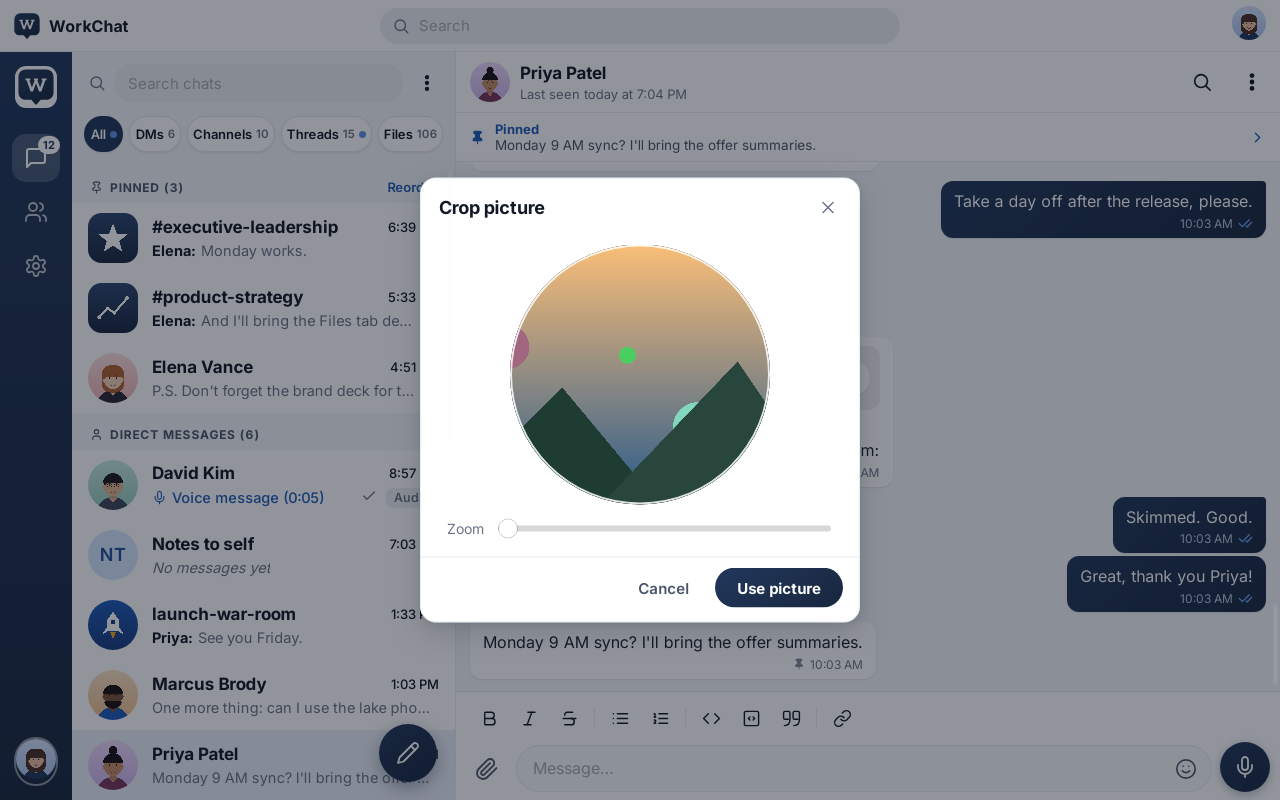 W WorkChat
Search
W
12
Search chats
All
DMs 6
Channels 10
Threads 15
Files 106
PINNED (3)
#executive-leadership
6:39
Elena: Monday works.
#product-strategy
5:33
Elena: And I'll bring the Files tab de…
Elena Vance
4:51
P.S. Don't forget the brand deck for t…
DIRECT MESSAGES (6)
David Kim
8:57
Voice message (0:05)
Notes to self
7:03
NT
No messages yet
launch-war-room
1:33
Priya: See you Friday.
Marcus Brody
1:03 PM
One more thing: can I use the lake pho…
Priya Patel
Monday 9 AM sync? I'll bring the
Priya Patel
Last seen today at 7:04 PM
Pinned
Monday 9 AM sync? I'll bring the offer summaries.
Take a day off after the release, please.
10:03 AM
AM
Skimmed. Good.
10:03 AM
Great, thank you Priya!
10:03 AM
Monday 9 AM sync? I'll bring the offer summaries.
10:03 AM
Message...
Crop picture
Zoom
Cancel
Use picture